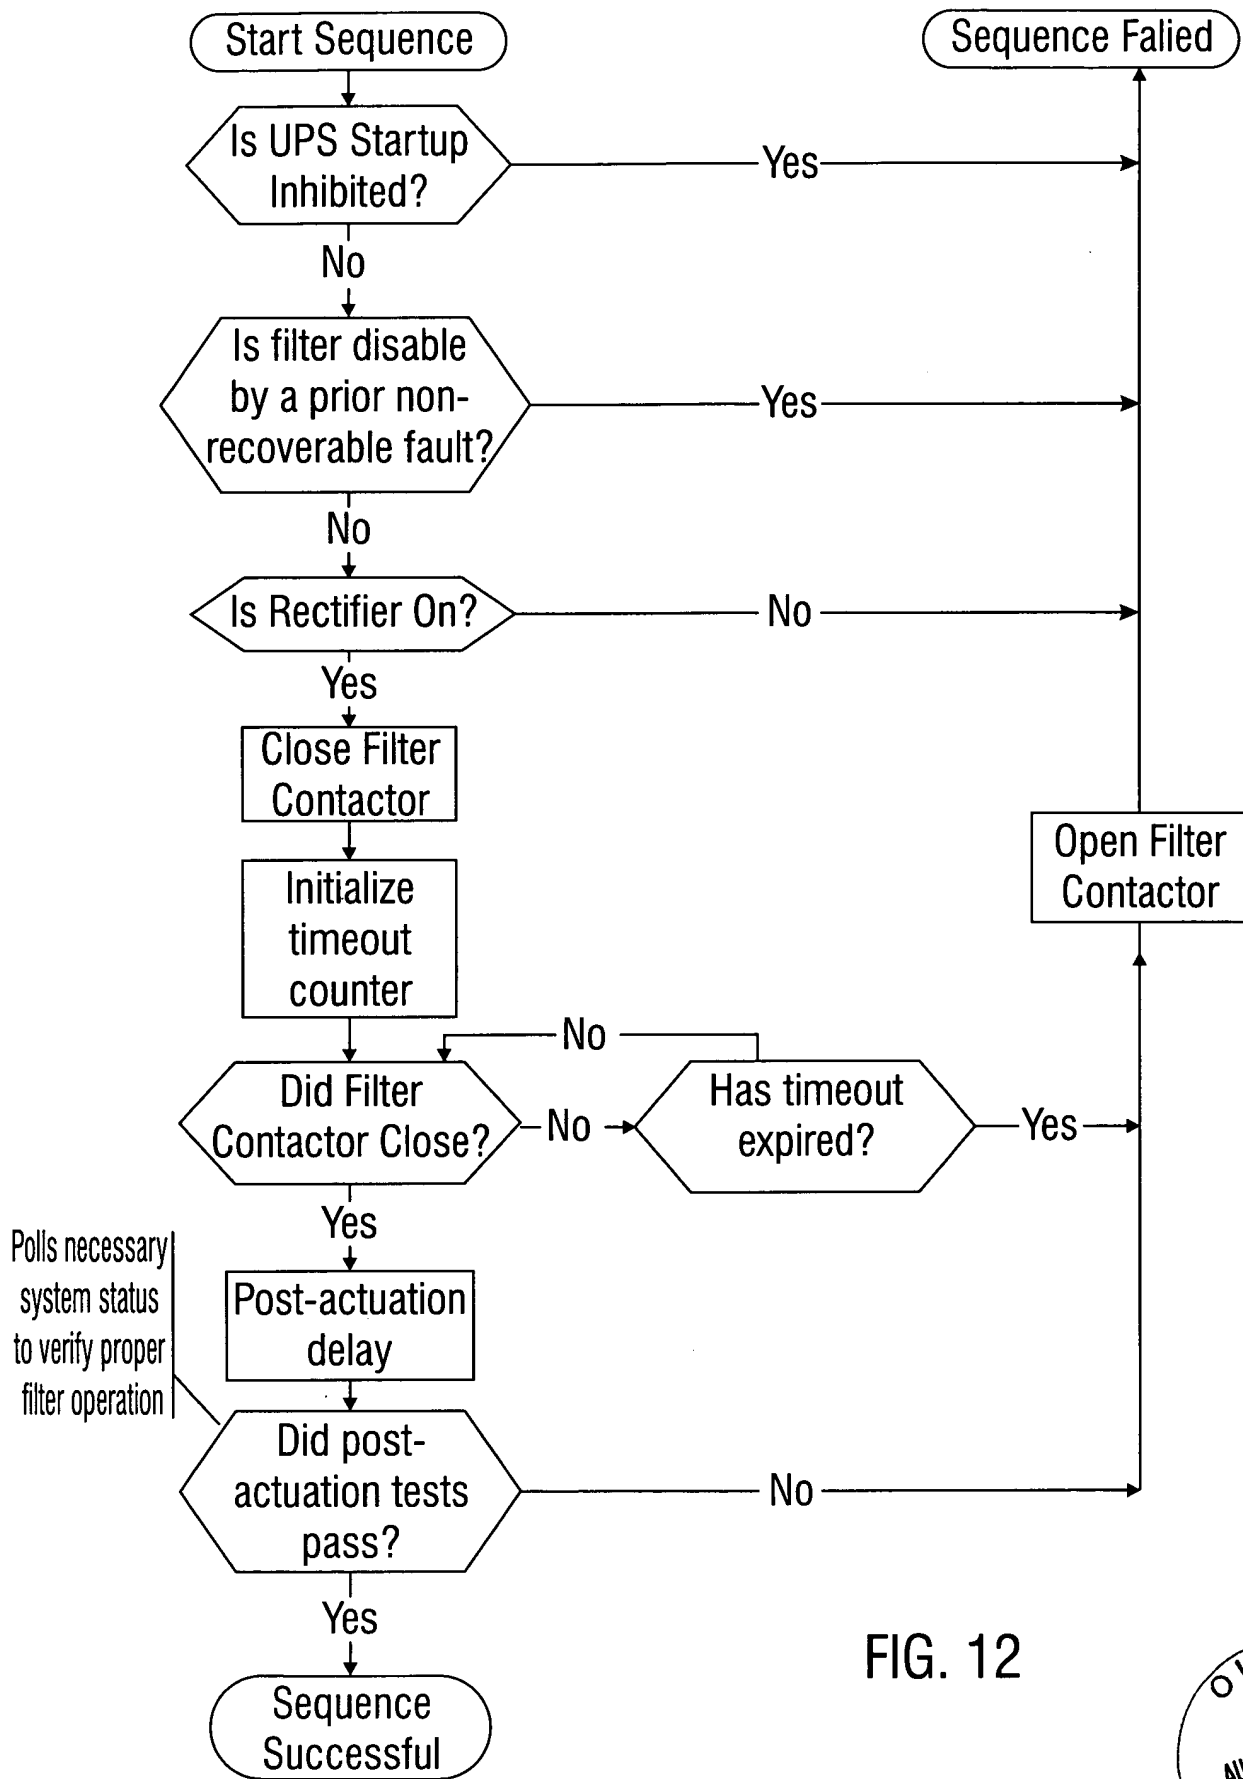 Start Sequence
Sequence Falied
Is UPS Startup
Inhibited?
Yes
No
Is filter disable
by a prior non-
recoverable fault?
Yes
No
Is Rectifier On?
No
Yes
Close Filter
Contactor
Open Filter
Contactor
Initialize
timeout
counter
No
Did Filter
Contactor Close?
No
Has timeout
expired?
Yes
Yes
Polls necessary
system status
to verify proper
filter operation
Post-actuation
delay
Did post-
actuation tests
pass?
No
Yes
Sequence
Successful
FIG. 12